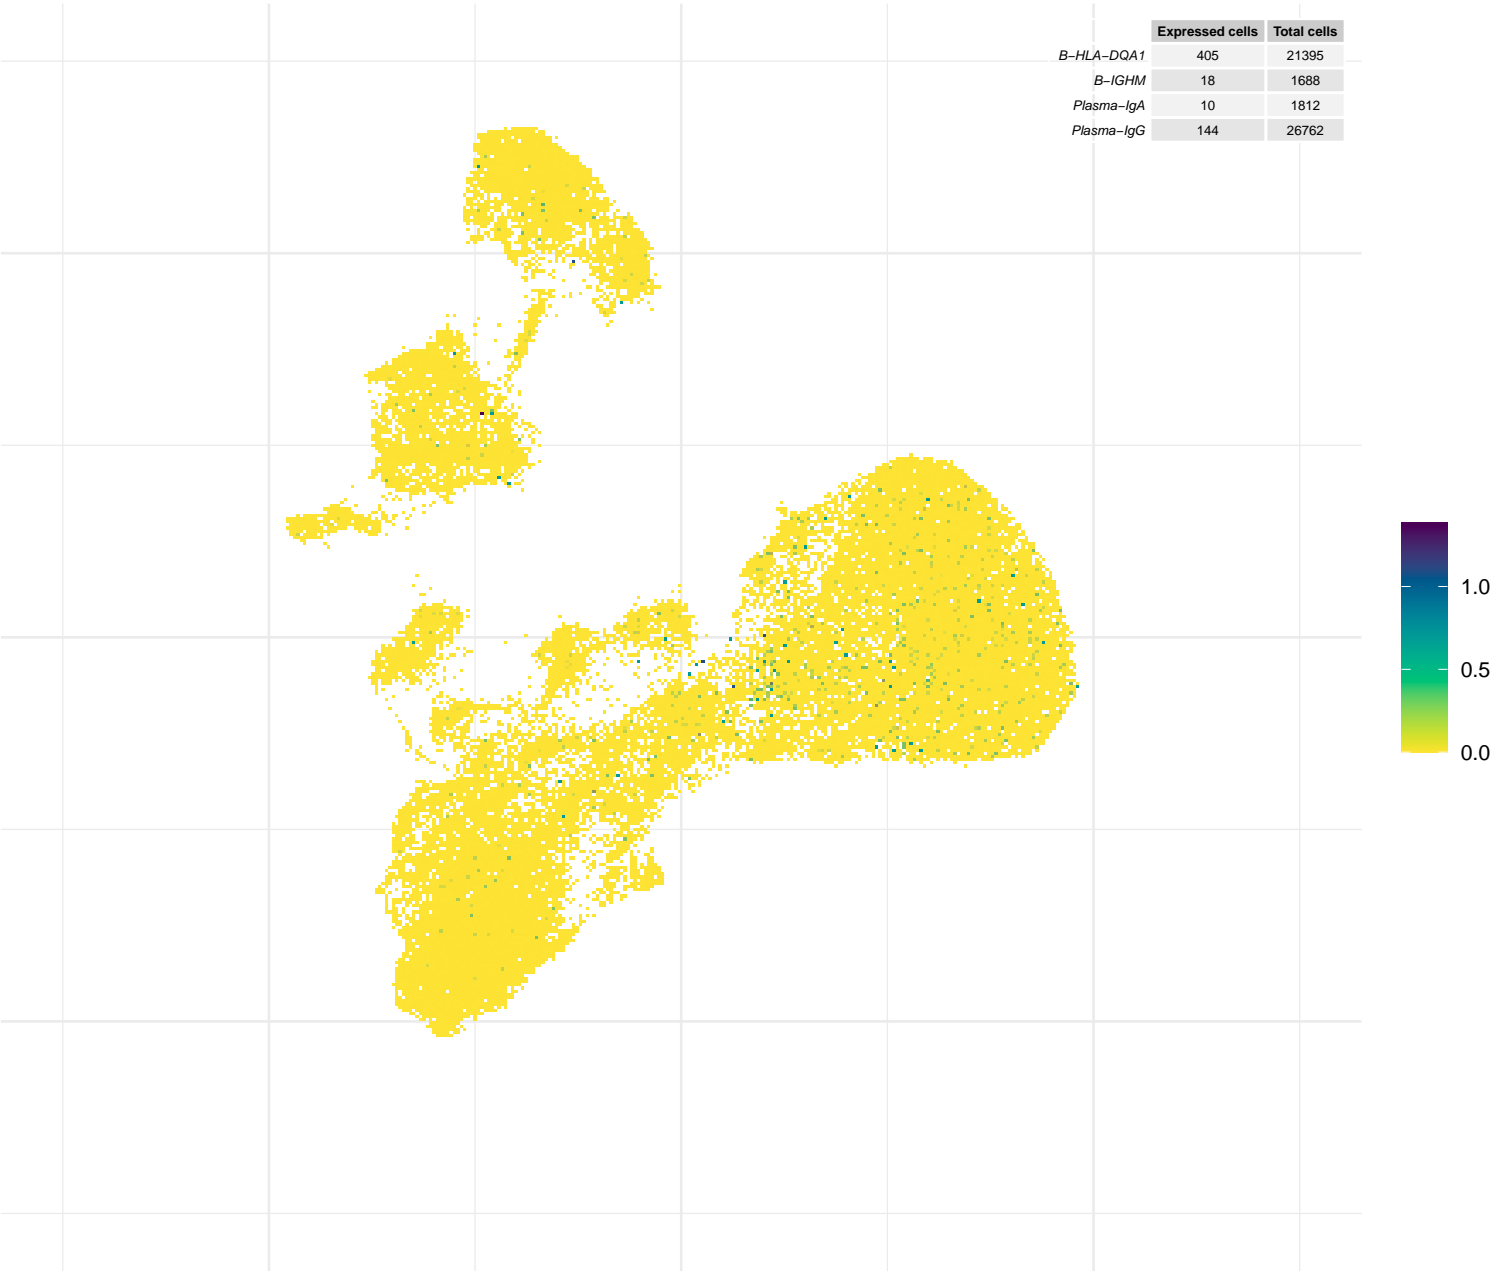 Expressed cells Total cells
B-HLA-DQA1 405 21395
B-IGHM 18 1688
Plasma-IgA 10 1812
Plasma-IgG 144 26762
1.0
0.5
0.0